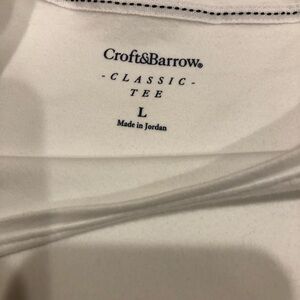 Croft&Barrow®
- CLASSIC -
TEE
L
Made in Jordan